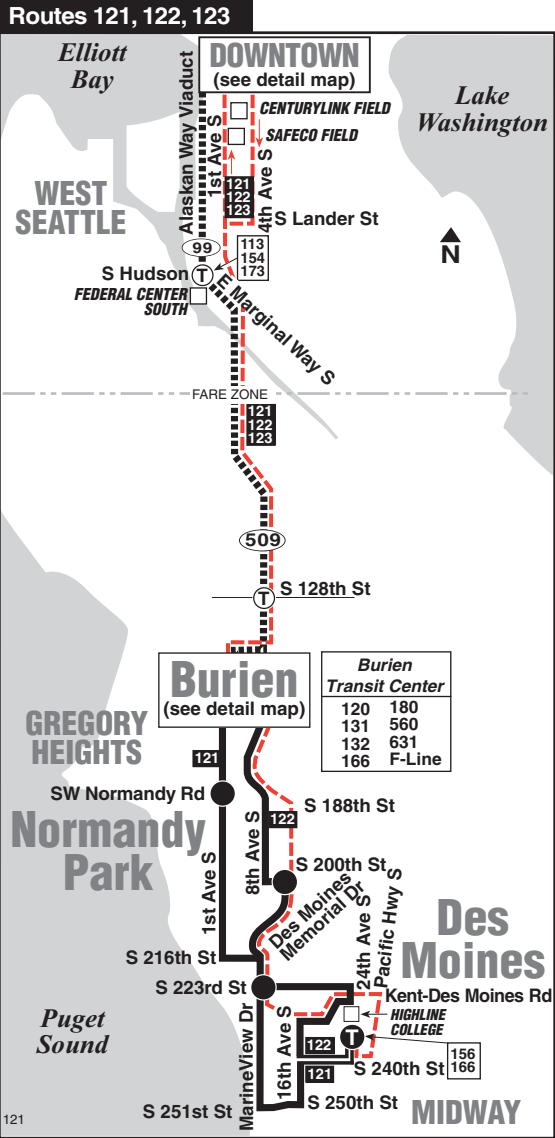 Routes 121, 122, 123
Elliott
Bay
DOWNTOWN
(see detail map)
Lake
Washington
Alaskan Way Viaduct
1st Ave S
CENTURYLINK FIELD
SAFECO FIELD
4th Ave S
WEST
SEATTLE
121
122
123
S Lander St
99
113
154
173
N
S Hudson
T
FEDERAL CENTER
SOUTH
E Marginal Way S
FARE ZONE
121
122
123
509
T
S 128th St
Burien
(see detail map)
Burien
Transit Center
120 180
131 560
132 631
166 F-Line
GREGORY
HEIGHTS
121
SW Normandy Rd
S 188th St
Normandy
Park
122
8th Ave S
1st Ave S
S 200th St
Des Moines
Memorial Dr
24th Ave S
Pacific Hwy S
Des
Moines
S 216th St
S 223rd St
Kent-Des Moines Rd
HIGHLINE
COLLEGE
Puget
Sound
MarineView Dr
16th Ave S
T
122
156
166
121
S 240th St
S 251st St
S 250th St
MIDWAY
121